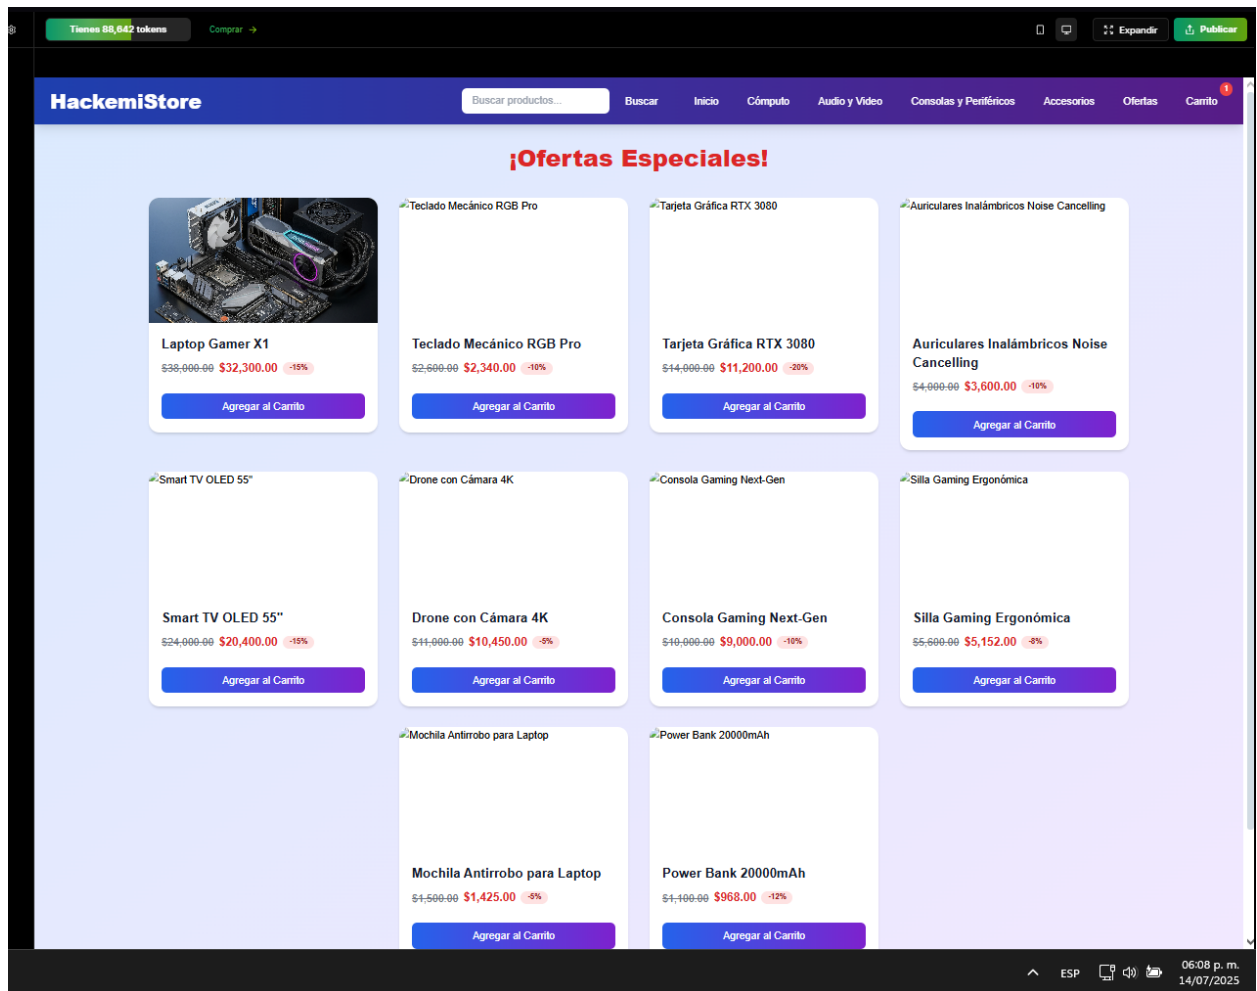 Tienes 88,642 tokens
Comprar →
Expandir
Publicar
HackemiStore
Buscar productos...
Buscar
Inicio
Cómputo
Audio y Video
Consolas y Periféricos
Accesorios
Ofertas
Carrito
1
¡Ofertas Especiales!
Laptop Gamer X1
$38,000.00 $32,300.00 -15%
Agregar al Carrito
Teclado Mecánico RGB Pro
Teclado Mecánico RGB Pro
$2,600.00 $2,340.00 -10%
Agregar al Carrito
Tarjeta Gráfica RTX 3080
Tarjeta Gráfica RTX 3080
$14,000.00 $11,200.00 -20%
Agregar al Carrito
Auriculares Inalámbricos Noise Cancelling
Auriculares Inalámbricos Noise
Cancelling
$4,000.00 $3,600.00 -10%
Agregar al Carrito
Smart TV OLED 55"
Smart TV OLED 55"
$24,000.00 $20,400.00 -15%
Agregar al Carrito
Drone con Cámara 4K
Drone con Cámara 4K
$11,000.00 $10,450.00 -5%
Agregar al Carrito
Consola Gaming Next-Gen
Consola Gaming Next-Gen
$10,000.00 $9,000.00 -10%
Agregar al Carrito
Silla Gaming Ergonómica
Silla Gaming Ergonómica
$5,600.00 $5,152.00 -8%
Agregar al Carrito
Mochila Antirrobo para Laptop
Mochila Antirrobo para Laptop
$1,500.00 $1,425.00 -5%
Agregar al Carrito
Power Bank 20000mAh
Power Bank 20000mAh
$1,100.00 $968.00 -12%
Agregar al Carrito
ESP
06:08 p. m.
14/07/2025